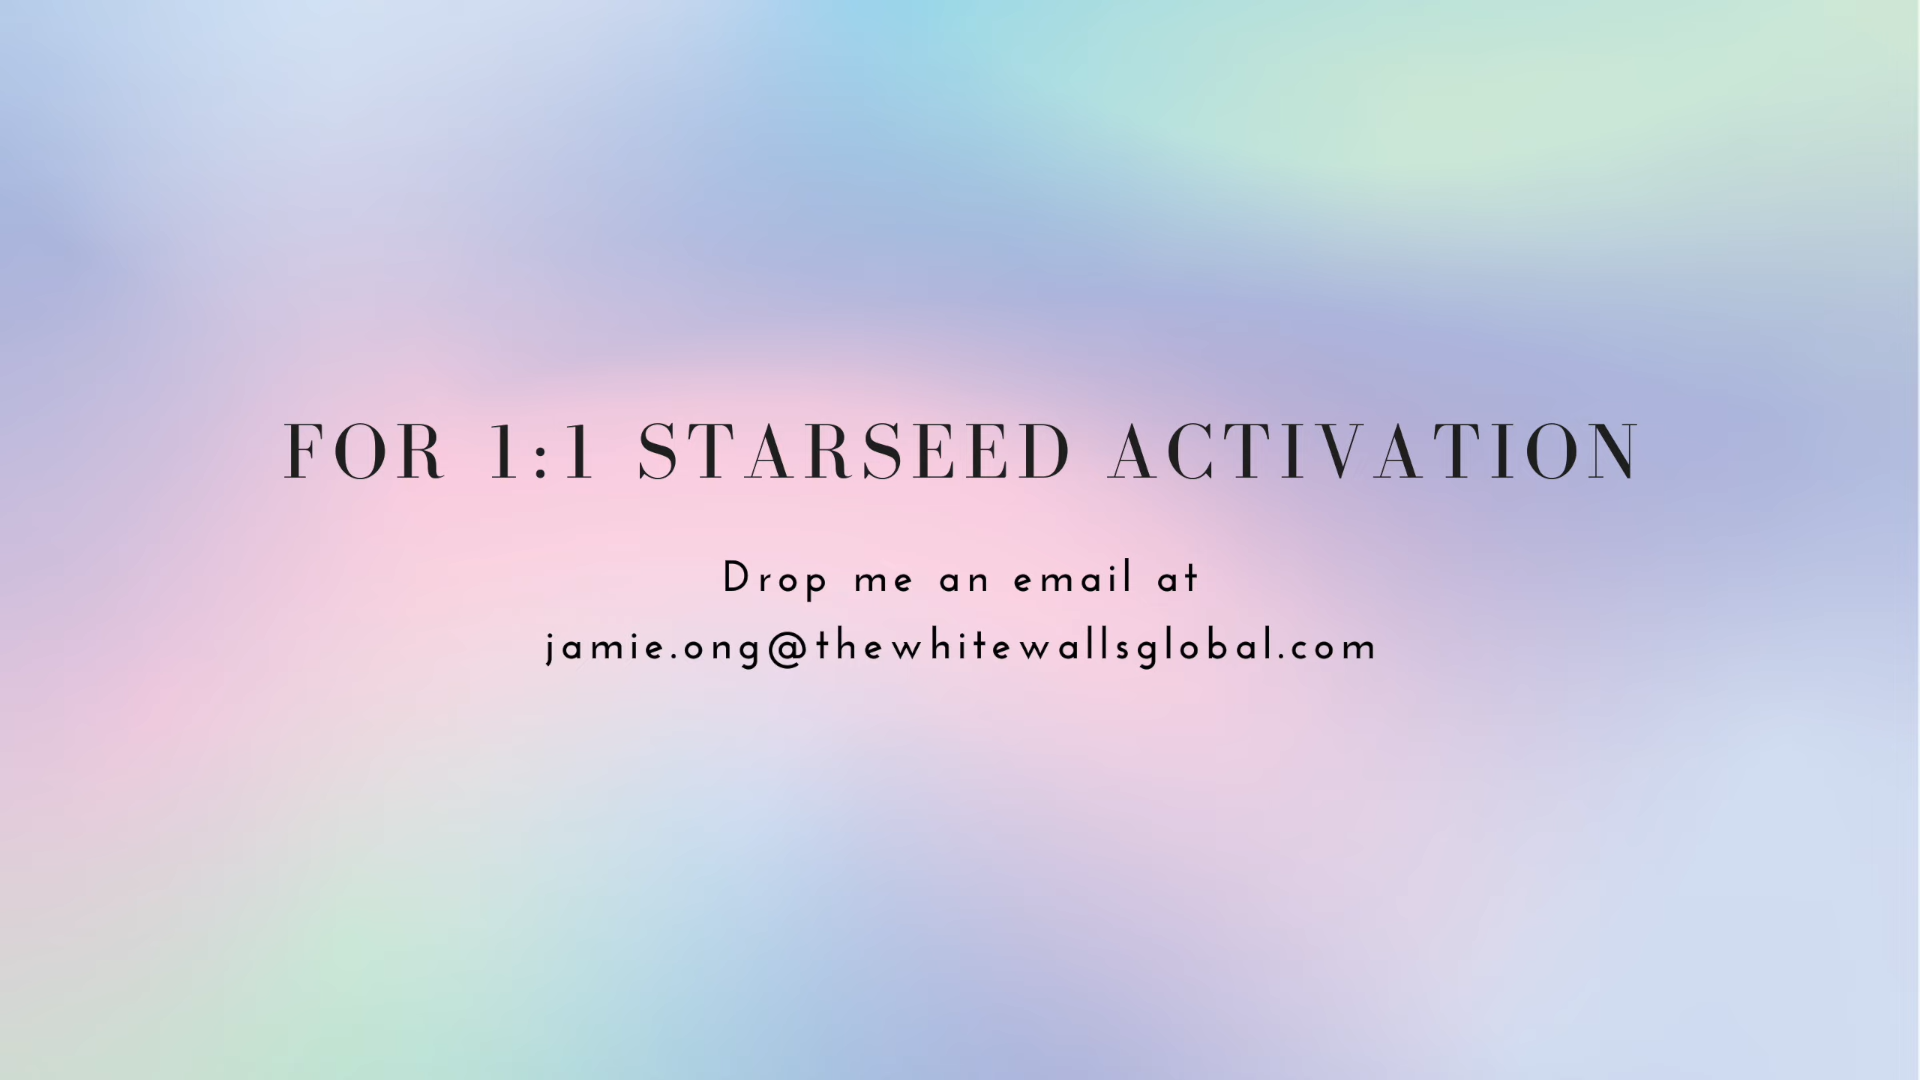 FOR 1:1 STARSEED ACTIVATION
Drop me an email at
jamie.ong@thewhitewallsglobal.com